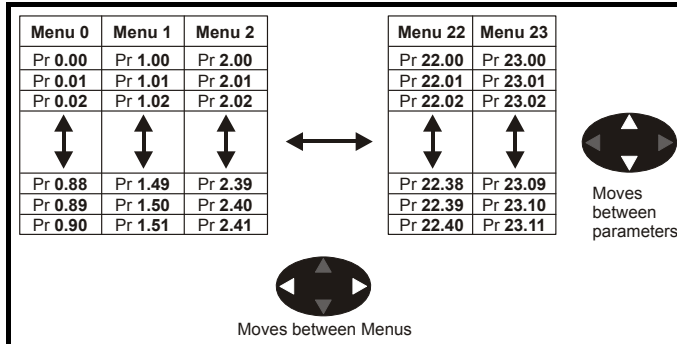 Menu 0 Menu 1 Menu 2 Menu 22 Menu 23
Pr 0.00 Pr 1.00 Pr 2.00 Pr 22.00 Pr 23.00
Pr 0.01 Pr 1.01 Pr 2.01 Pr 22.01 Pr 23.01
Pr 0.02 Pr 1.02 Pr 2.02 Pr 22.02 Pr 23.02
Pr 0.88 Pr 1.49 Pr 2.39 Pr 22.38 Pr 23.09
Pr 0.89 Pr 1.50 Pr 2.40 Pr 22.39 Pr 23.10
Pr 0.90 Pr 1.51 Pr 2.41 Pr 22.40 Pr 23.11
Moves
between
parameters
Moves between Menus